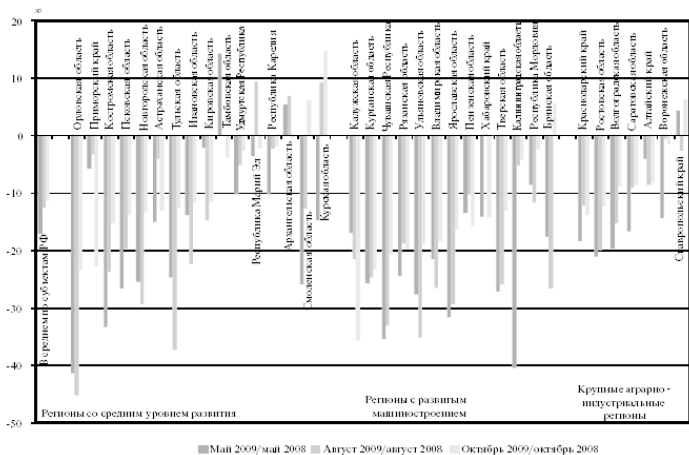 %
20
10
0
-10
-20
-30
-40
-50
В среднем по субъектам РФ
Орловская область
Приморский край
Костромская область
Псковская область
Новгородская область
Астраханская область
Тульская область
Ивановская область
Кировская область
Тамбовская область
Удмуртская Республика
Республика Марий Эл
Республика Карелия
Архангельская область
Смоленская область
Курская область
Калужская область
Курганская область
Чувашская Республика
Рязанская область
Ульяновская область
Владимирская область
Ярославская область
Пензенская область
Хабаровский край
Тверская область
Калининградская область
Республика Мордовия
Брянская область
Краснодарский край
Ростовская область
Волгоградская область
Саратовская область
Алтайский край
Воронежская область
Ставропольский край
Регионы со средним уровнем развития
Регионы с развитым
машиностроением
Крупные аграрно-
индустриальные
регионы
Май 2009/май 2008 Август 2009/август 2008 Октябрь 2009/октябрь 2008